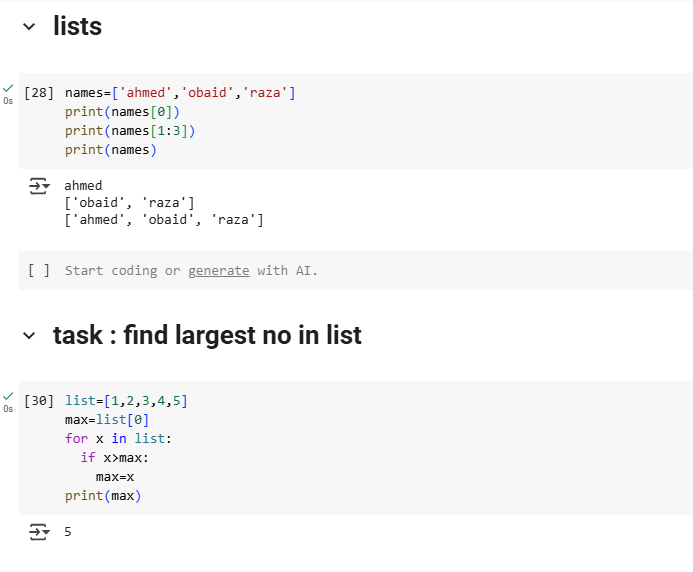 lists
0s
[28] names=['ahmed','obaid','raza']
print(names[0])
print(names[1:3])
print(names)
ahmed
['obaid', 'raza']
['ahmed', 'obaid', 'raza']
[ ] Start coding or generate with AI.
task : find largest no in list
0s
[30] list=[1,2,3,4,5]
max=list[0]
for x in list:
  if x>max:
    max=x
print(max)
5